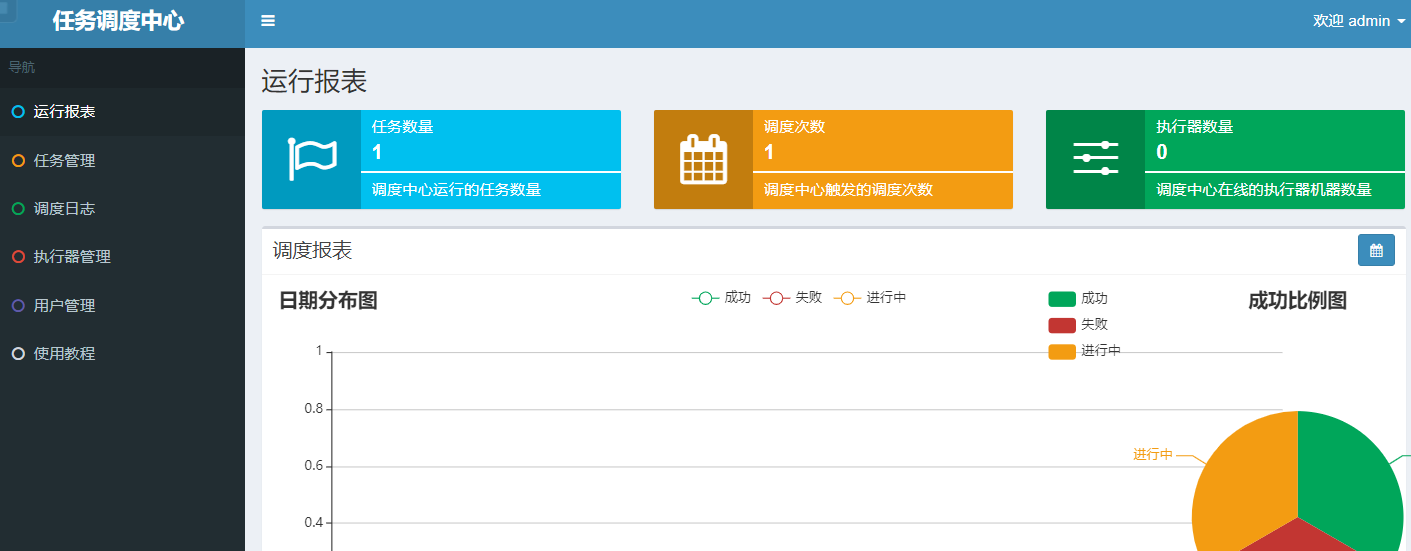 任务调度中心
欢迎 admin
导航
运行报表
任务管理
调度日志
执行器管理
用户管理
使用教程
运行报表
任务数量
1
调度中心运行的任务数量
调度次数
1
调度中心触发的调度次数
执行器数量
0
调度中心在线的执行器机器数量
调度报表
日期分布图
成功 失败 进行中
1
0.8
0.6
0.4
成功
失败
进行中
成功比例图
进行中